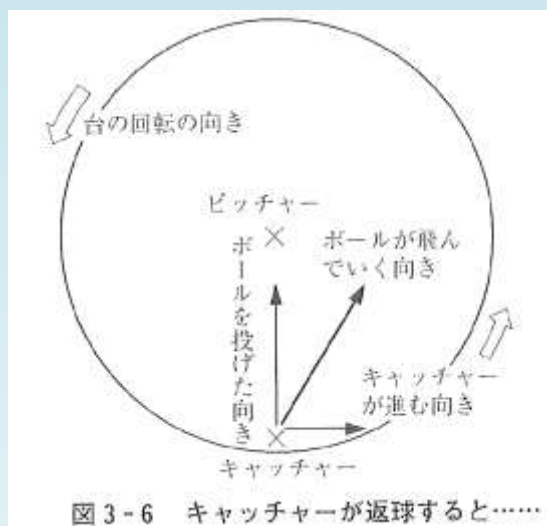 台の回転の向き
ピッチャー
ボールが飛ん
でいく向き
ボールを投げた向き
キャッチャー
が進む向き
キャッチャー
図3-6 キャッチャーが返球すると……